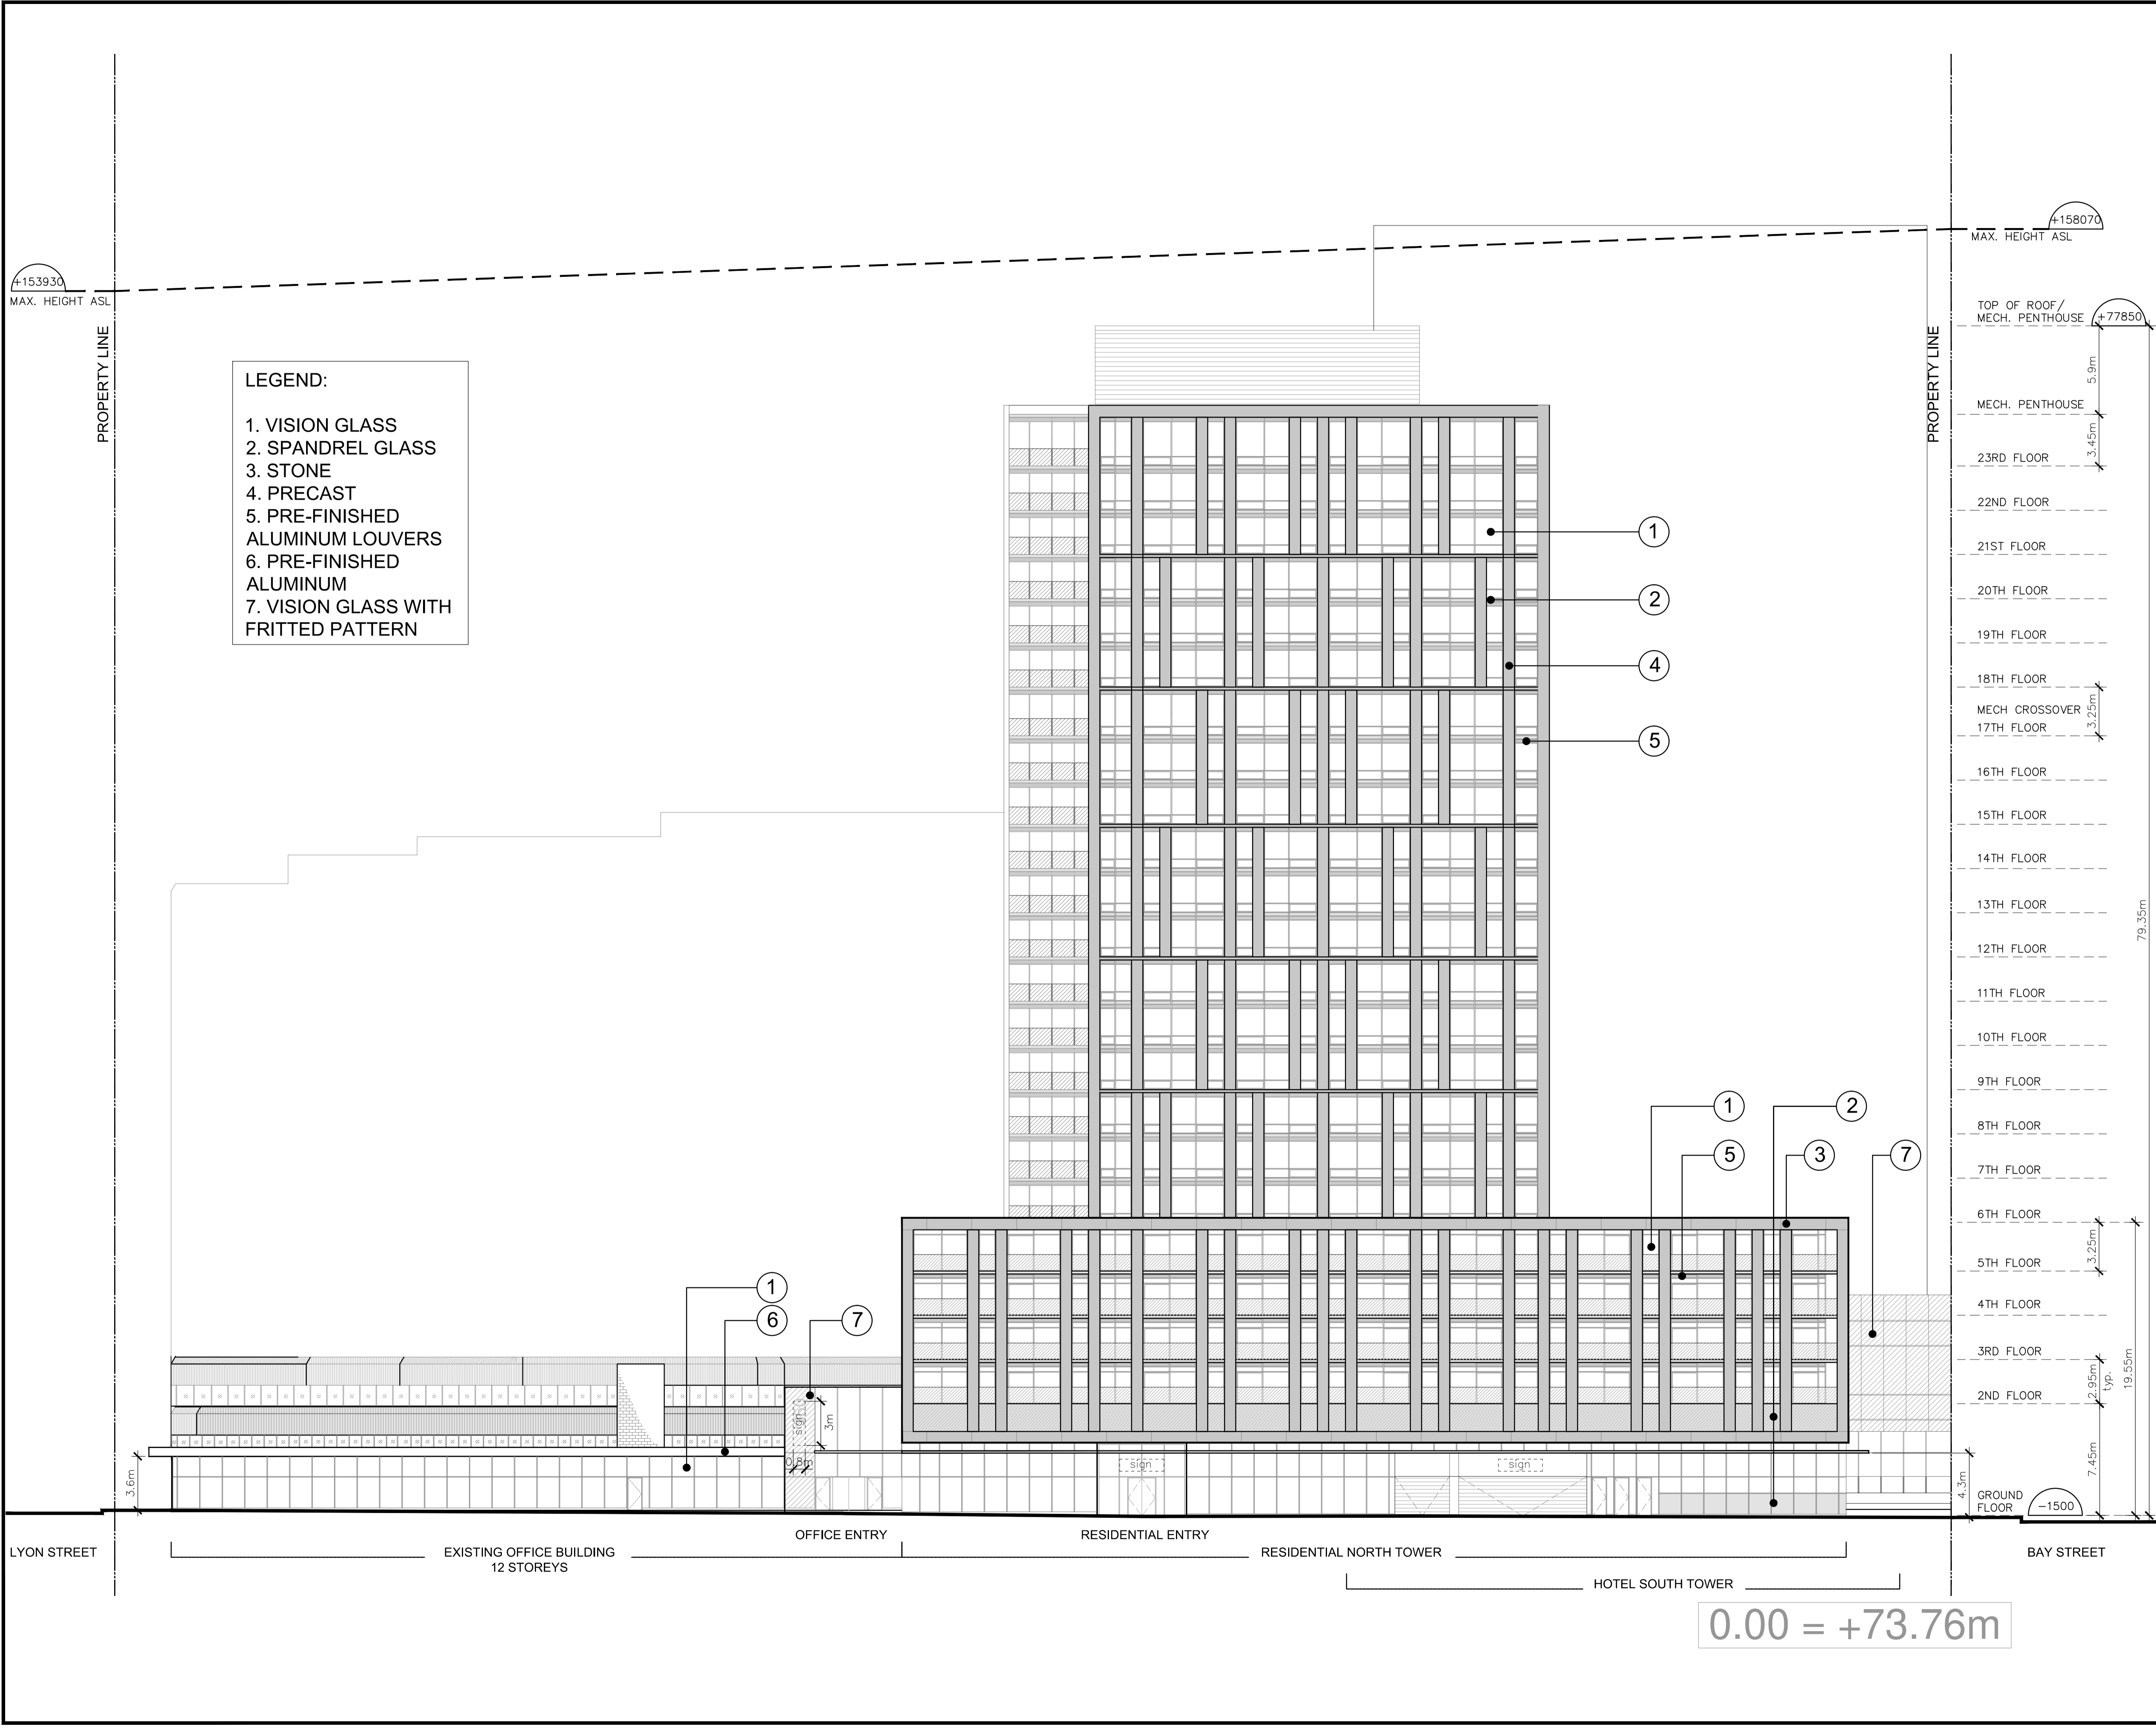 +158070
MAX. HEIGHT ASL
+153930
MAX. HEIGHT ASL
PROPERTY LINE
PROPERTY LINE
LEGEND:
1. VISION GLASS
2. SPANDREL GLASS
3. STONE
4. PRECAST
5. PRE-FINISHED
ALUMINUM LOUVERS
6. PRE-FINISHED
ALUMINUM
7. VISION GLASS WITH
FRITTED PATTERN
TOP OF ROOF/
MECH. PENTHOUSE
+77850
5.9m
MECH. PENTHOUSE
3.45m
23RD FLOOR
22ND FLOOR
1
21ST FLOOR
20TH FLOOR
2
19TH FLOOR
4
18TH FLOOR
MECH CROSSOVER
3.25m
17TH FLOOR
5
16TH FLOOR
15TH FLOOR
14TH FLOOR
13TH FLOOR
79.35m
12TH FLOOR
11TH FLOOR
10TH FLOOR
9TH FLOOR
1
2
8TH FLOOR
5
3
7
7TH FLOOR
6TH FLOOR
3.25m
5TH FLOOR
1
4TH FLOOR
6
7
3RD FLOOR
19.55m
2.95m
typ.
2ND FLOOR
sign
3m
0.8m
sign
sign
3.6m
7.45m
4.3m
GROUND
FLOOR
-1500
OFFICE ENTRY
RESIDENTIAL ENTRY
LYON STREET
EXISTING OFFICE BUILDING
12 STOREYS
RESIDENTIAL NORTH TOWER
BAY STREET
HOTEL SOUTH TOWER
0.00 = +73.76m